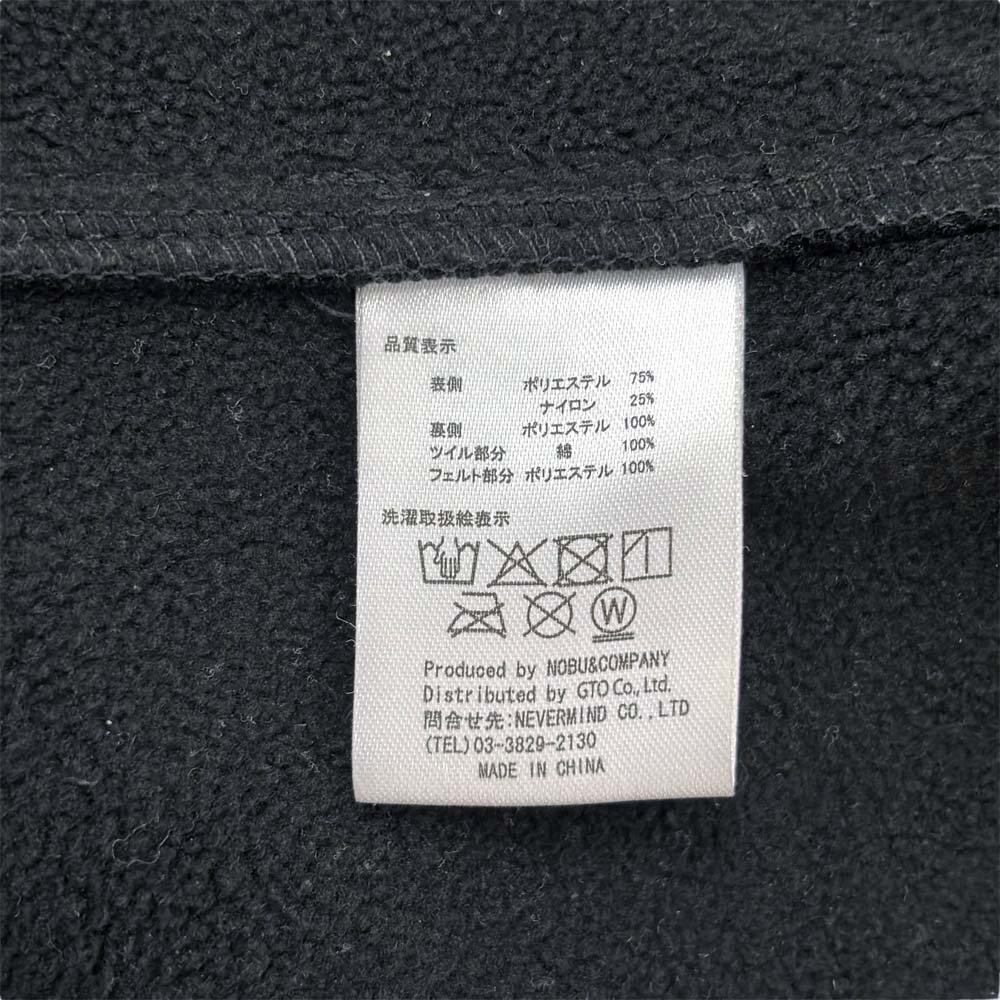 品質表示
表側 ポリエステル 75%
ナイロン 25%
裏側 ポリエステル 100%
ツイル部分 綿 100%
フェルト部分 ポリエステル 100%
洗濯取扱絵表示
W
Produced by NOBU&COMPANY
Distributed by GTO Co., Ltd.
問合せ先:NEVERMIND CO.,LTD
(TEL)03-3829-2130
MADE IN CHINA